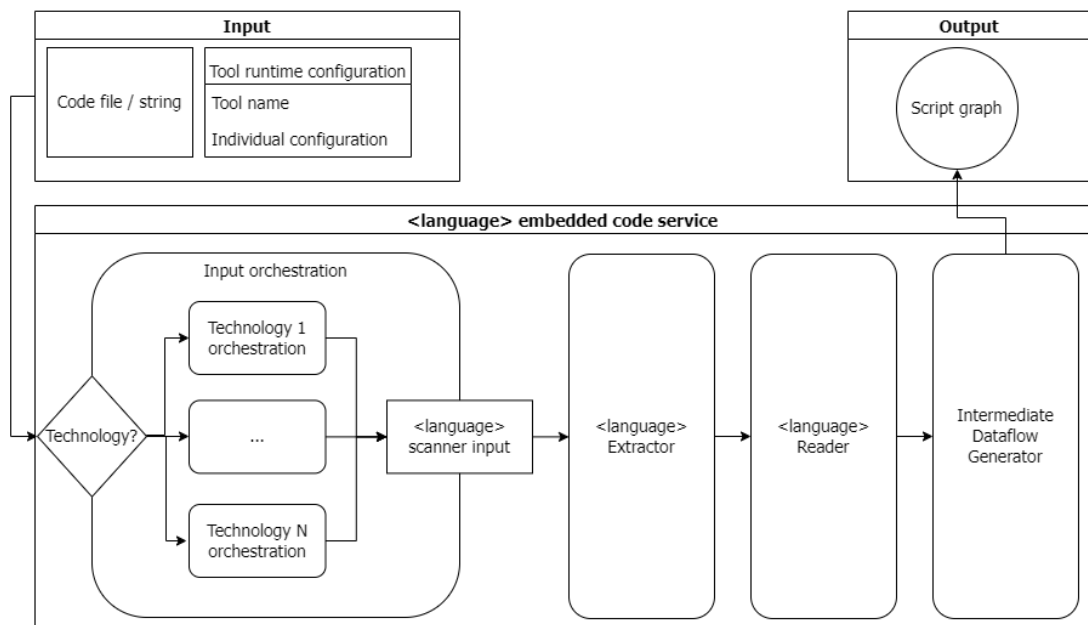 Input
Code file / string
Tool runtime configuration
Tool name
Individual configuration
Output
Script graph
<language> embedded code service
Input orchestration
Technology 1
orchestration
Technology?
...
Technology N
orchestration
<language>
scanner input
<language>
Extractor
<language>
Reader
Intermediate
Dataflow
Generator